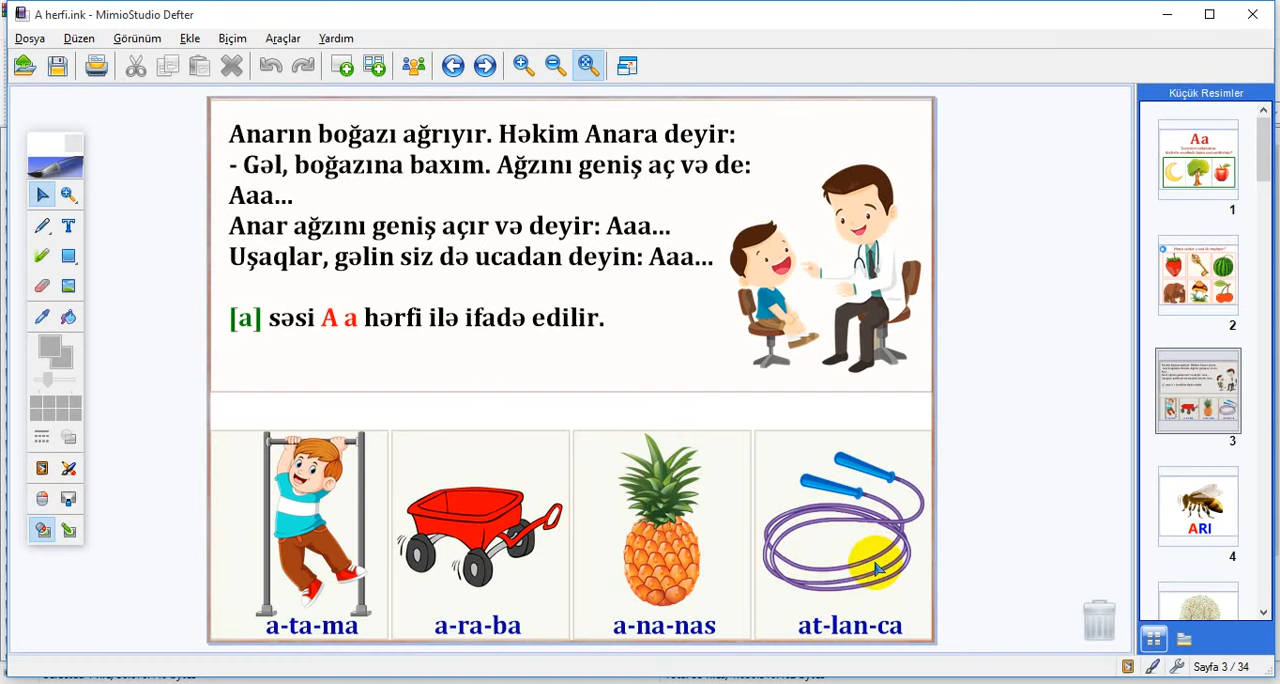 A herfi.ink - MimioStudio Defter
Dosya Düzen Görünüm Ekle Biçim Araçlar Yardım
Anarın boğazı ağrıyır. Həkim Anara deyir:
- Gəl, boğazına baxım. Ağzını geniş aç və de:
Aaa...
Anar ağzını geniş açır və deyir: Aaa...
Uşaqlar, gəlin siz də ucadan deyin: Aaa...
[a] səsi A a hərfi ilə ifadə edilir.
a-ta-ma
a-ra-ba
a-na-nas
at-lan-ca
Küçük Resimler
Aa
1
2
3
ARI
4
Sayfa 3 / 34